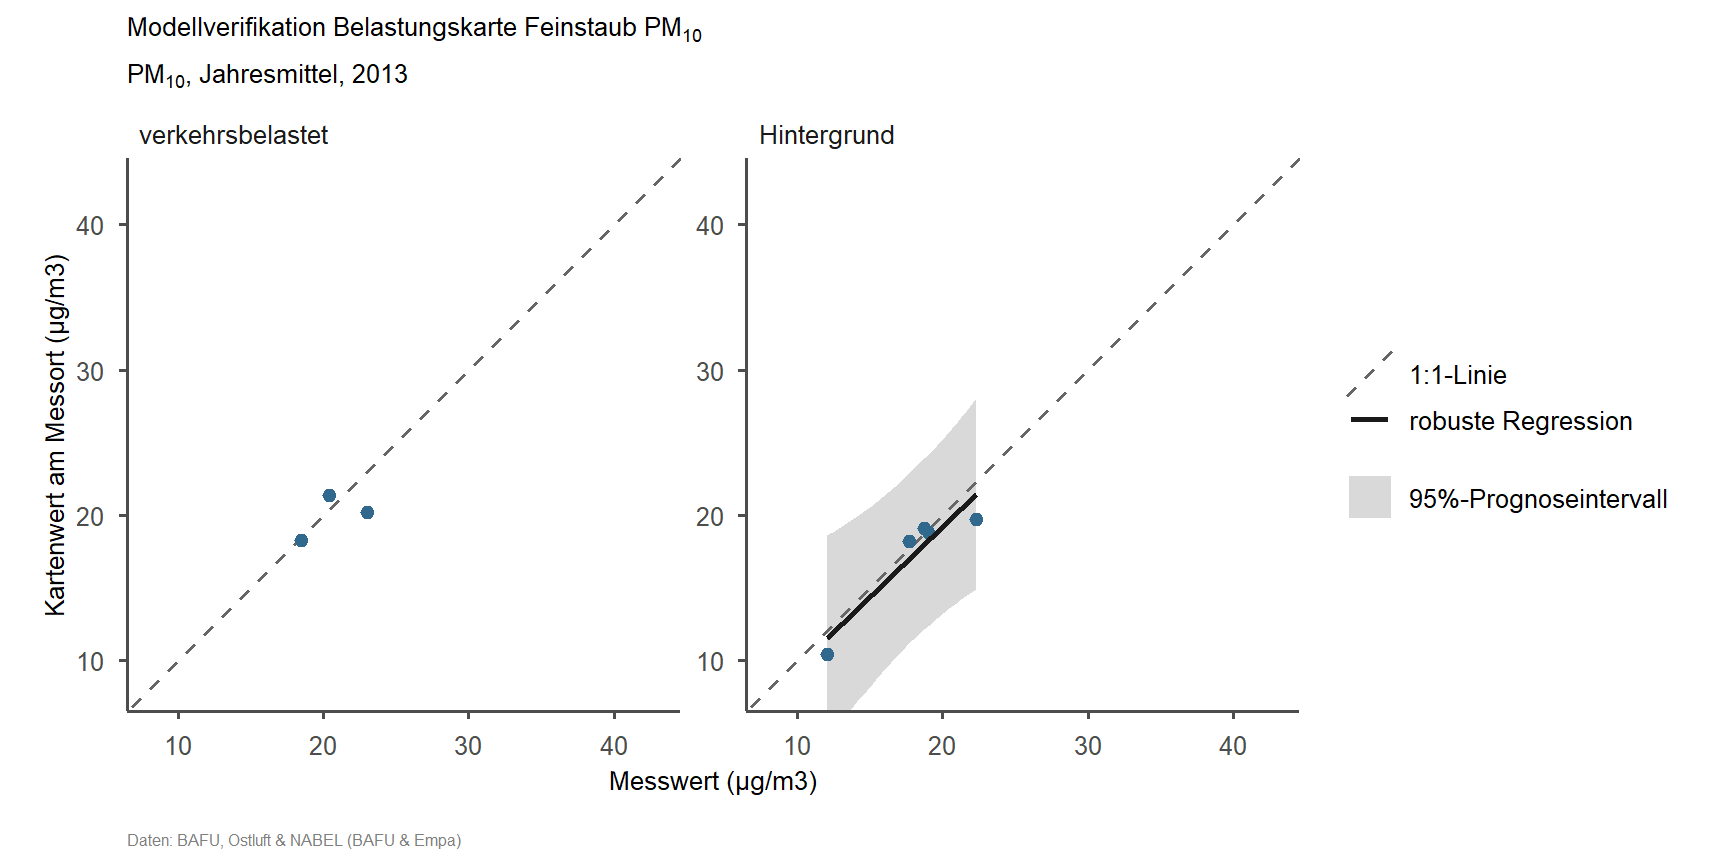 Modellverifikation Belastungskarte Feinstaub PM10
PM10, Jahresmittel, 2013
verkehrsbelastet
Hintergrund
Kartenwert am Messort (µg/m3)
40
30
20
10
40
30
20
10
10 20 30 40
10 20 30 40
Messwert (µg/m3)
1:1-Linie
robuste Regression
95%-Prognoseintervall
Daten: BAFU, Ostluft & NABEL (BAFU & Empa)